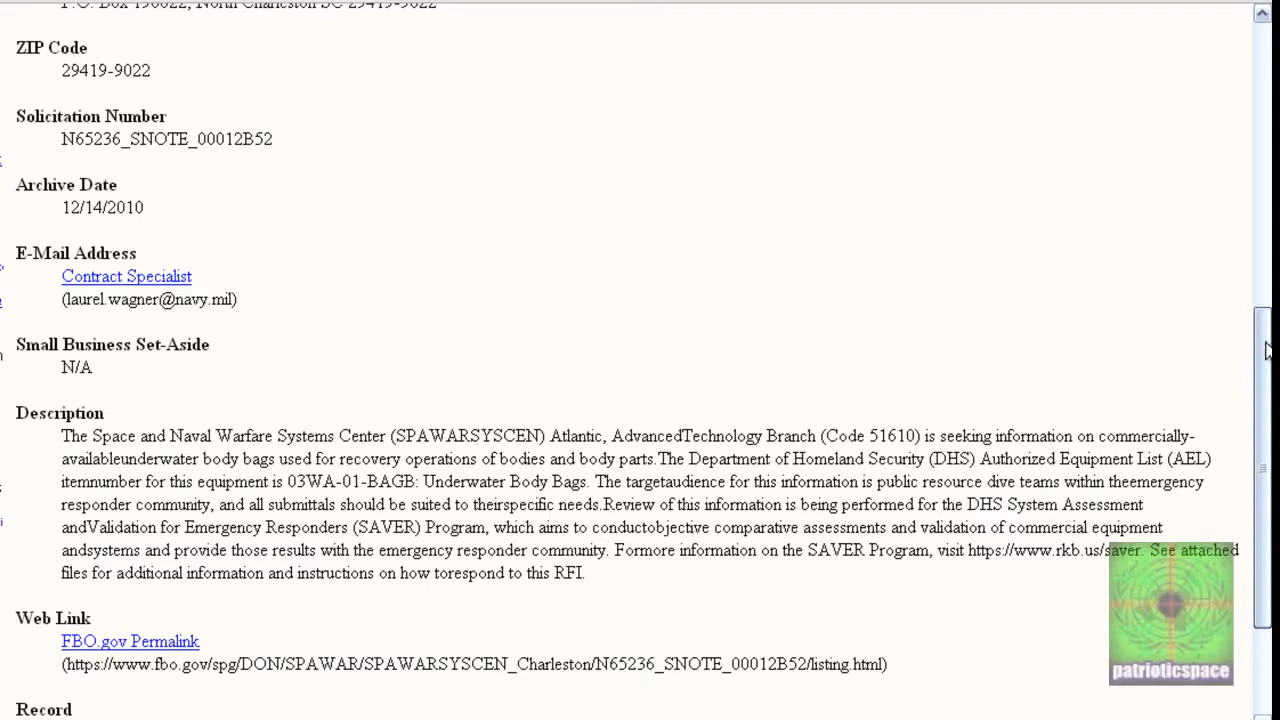 P.O. Box 190022, North Charleston SC 29419-9022
ZIP Code
29419-9022
Solicitation Number
N65236_SNOTE_00012B52
Archive Date
12/14/2010
E-Mail Address
Contract Specialist
(laurel.wagner@navy.mil)
Small Business Set-Aside
N/A
Description
The Space and Naval Warfare Systems Center (SPAWARSYSCEN) Atlantic, AdvancedTechnology Branch (Code 51610) is seeking information on commercially-
availableunderwater body bags used for recovery operations of bodies and body parts.The Department of Homeland Security (DHS) Authorized Equipment List (AEL)
itemnumber for this equipment is 03WA-01-BAGB: Underwater Body Bags. The targetaudience for this information is public resource dive teams within theemergency
responder community, and all submittals should be suited to theirspecific needs.Review of this information is being performed for the DHS System Assessment
andValidation for Emergency Responders (SAVER) Program, which aims to conductobjective comparative assessments and validation of commercial equipment
andsystems and provide those results with the emergency responder community. Formore information on the SAVER Program, visit https://www.rkb.us/saver. See attached
files for additional information and instructions on how torespond to this RFI.
Web Link
FBO.gov Permalink
(https://www.fbo.gov/spg/DON/SPAWAR/SPAWARSYSCEN_Charleston/N65236_SNOTE_00012B52/listing.html)
patrioticspace
Record